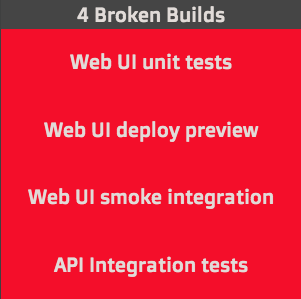 4 Broken Builds
Web UI unit tests
Web UI deploy preview
Web UI smoke integration
API Integration tests